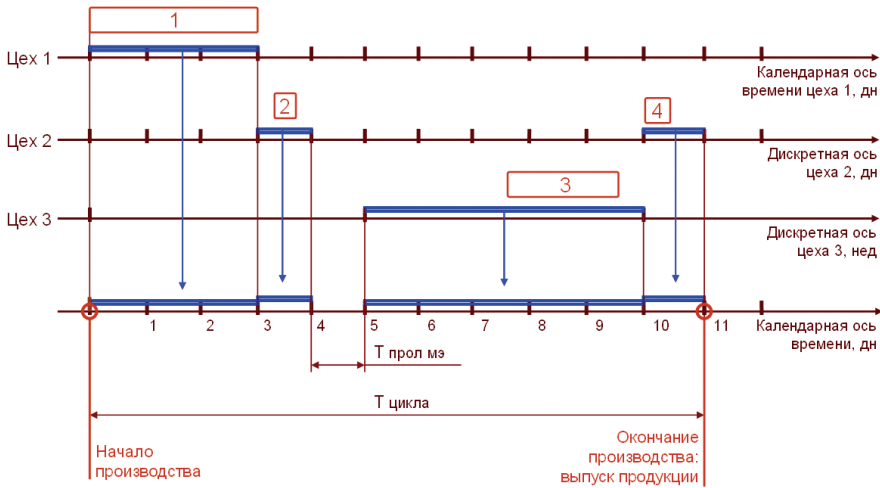 1
Цех 1
Календарная ось
времени цеха 1, дн
2
4
Цех 2
Дискретная ось
цеха 2, дн
3
Цех 3
Дискретная ось
цеха 3, нед
1 2 3 4 5 6 7 8 9 10 11
Календарная ось
времени, дн
Т прол мэ
Т цикла
Начало
производства
Окончание
производства:
выпуск продукции